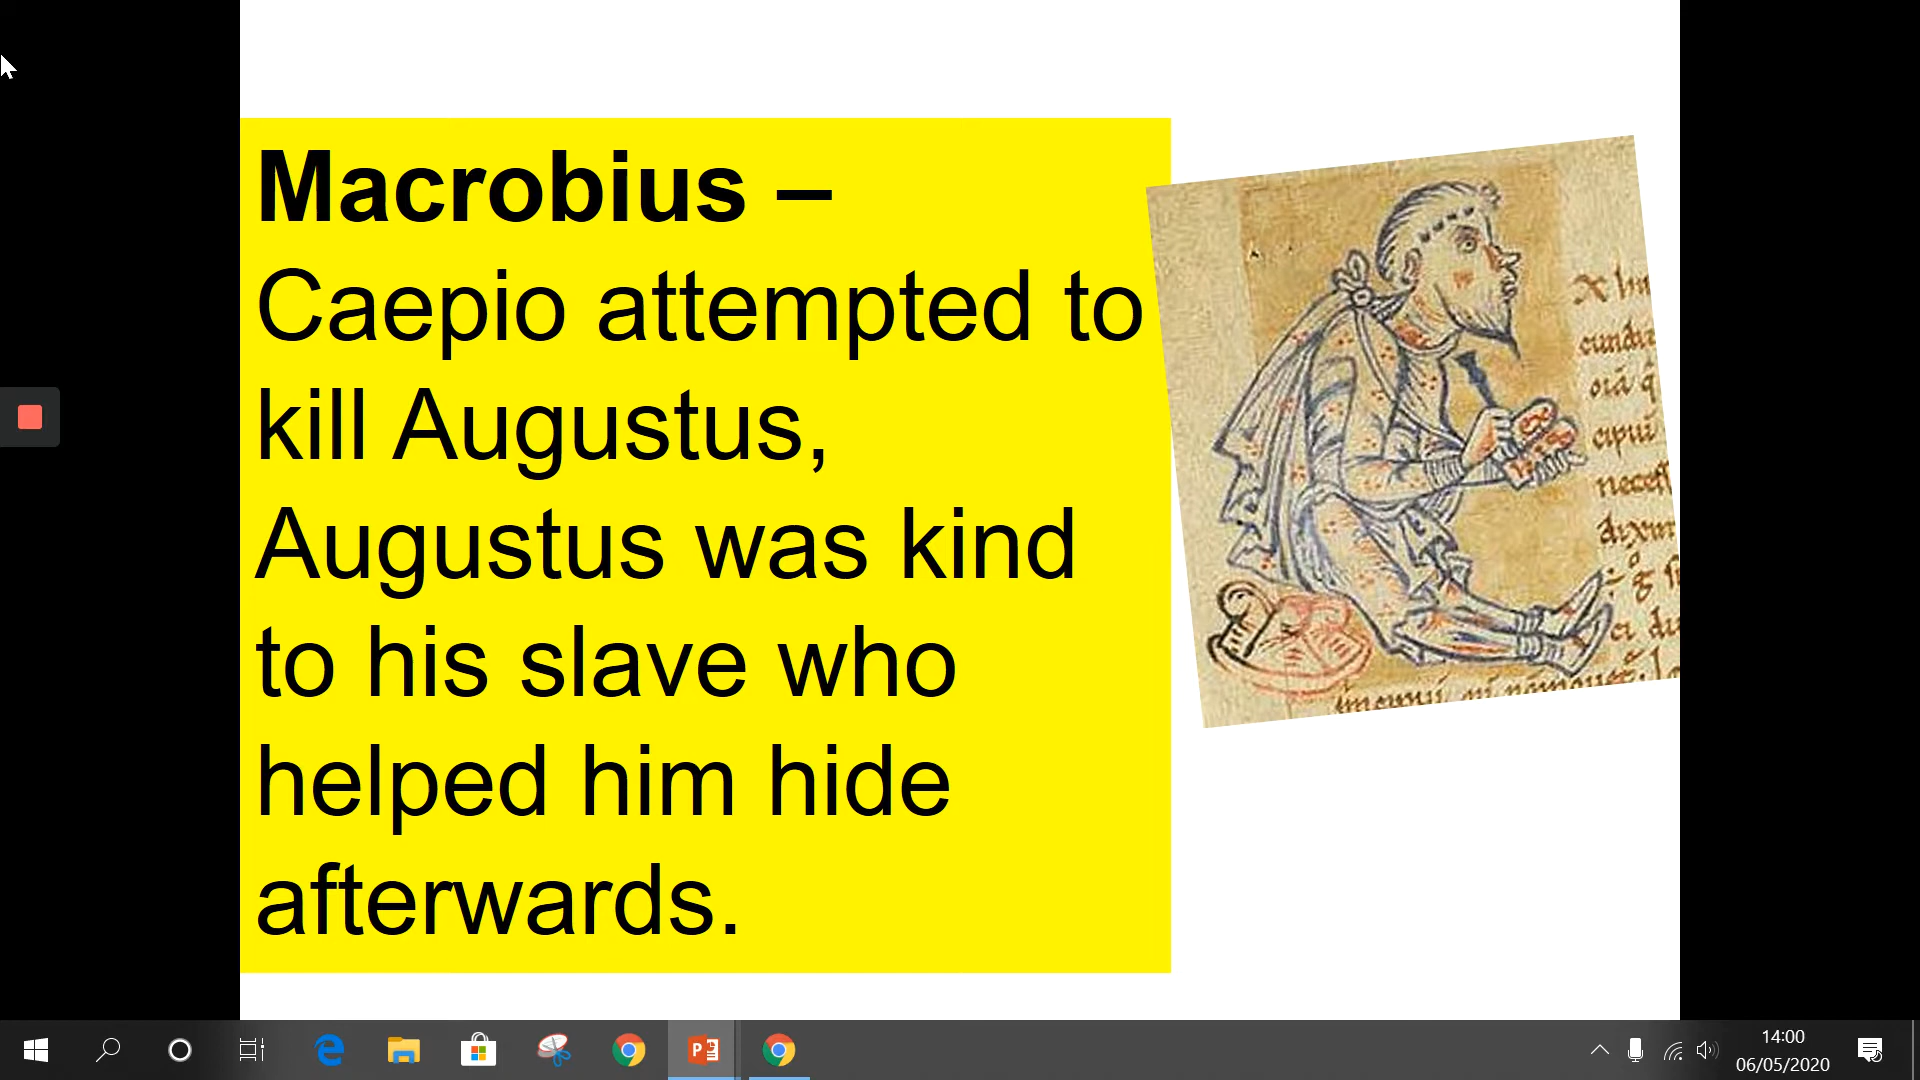 Macrobius –
Caepio attempted to
kill Augustus,
Augustus was kind
to his slave who
helped him hide
afterwards.
14:00
06/05/2020